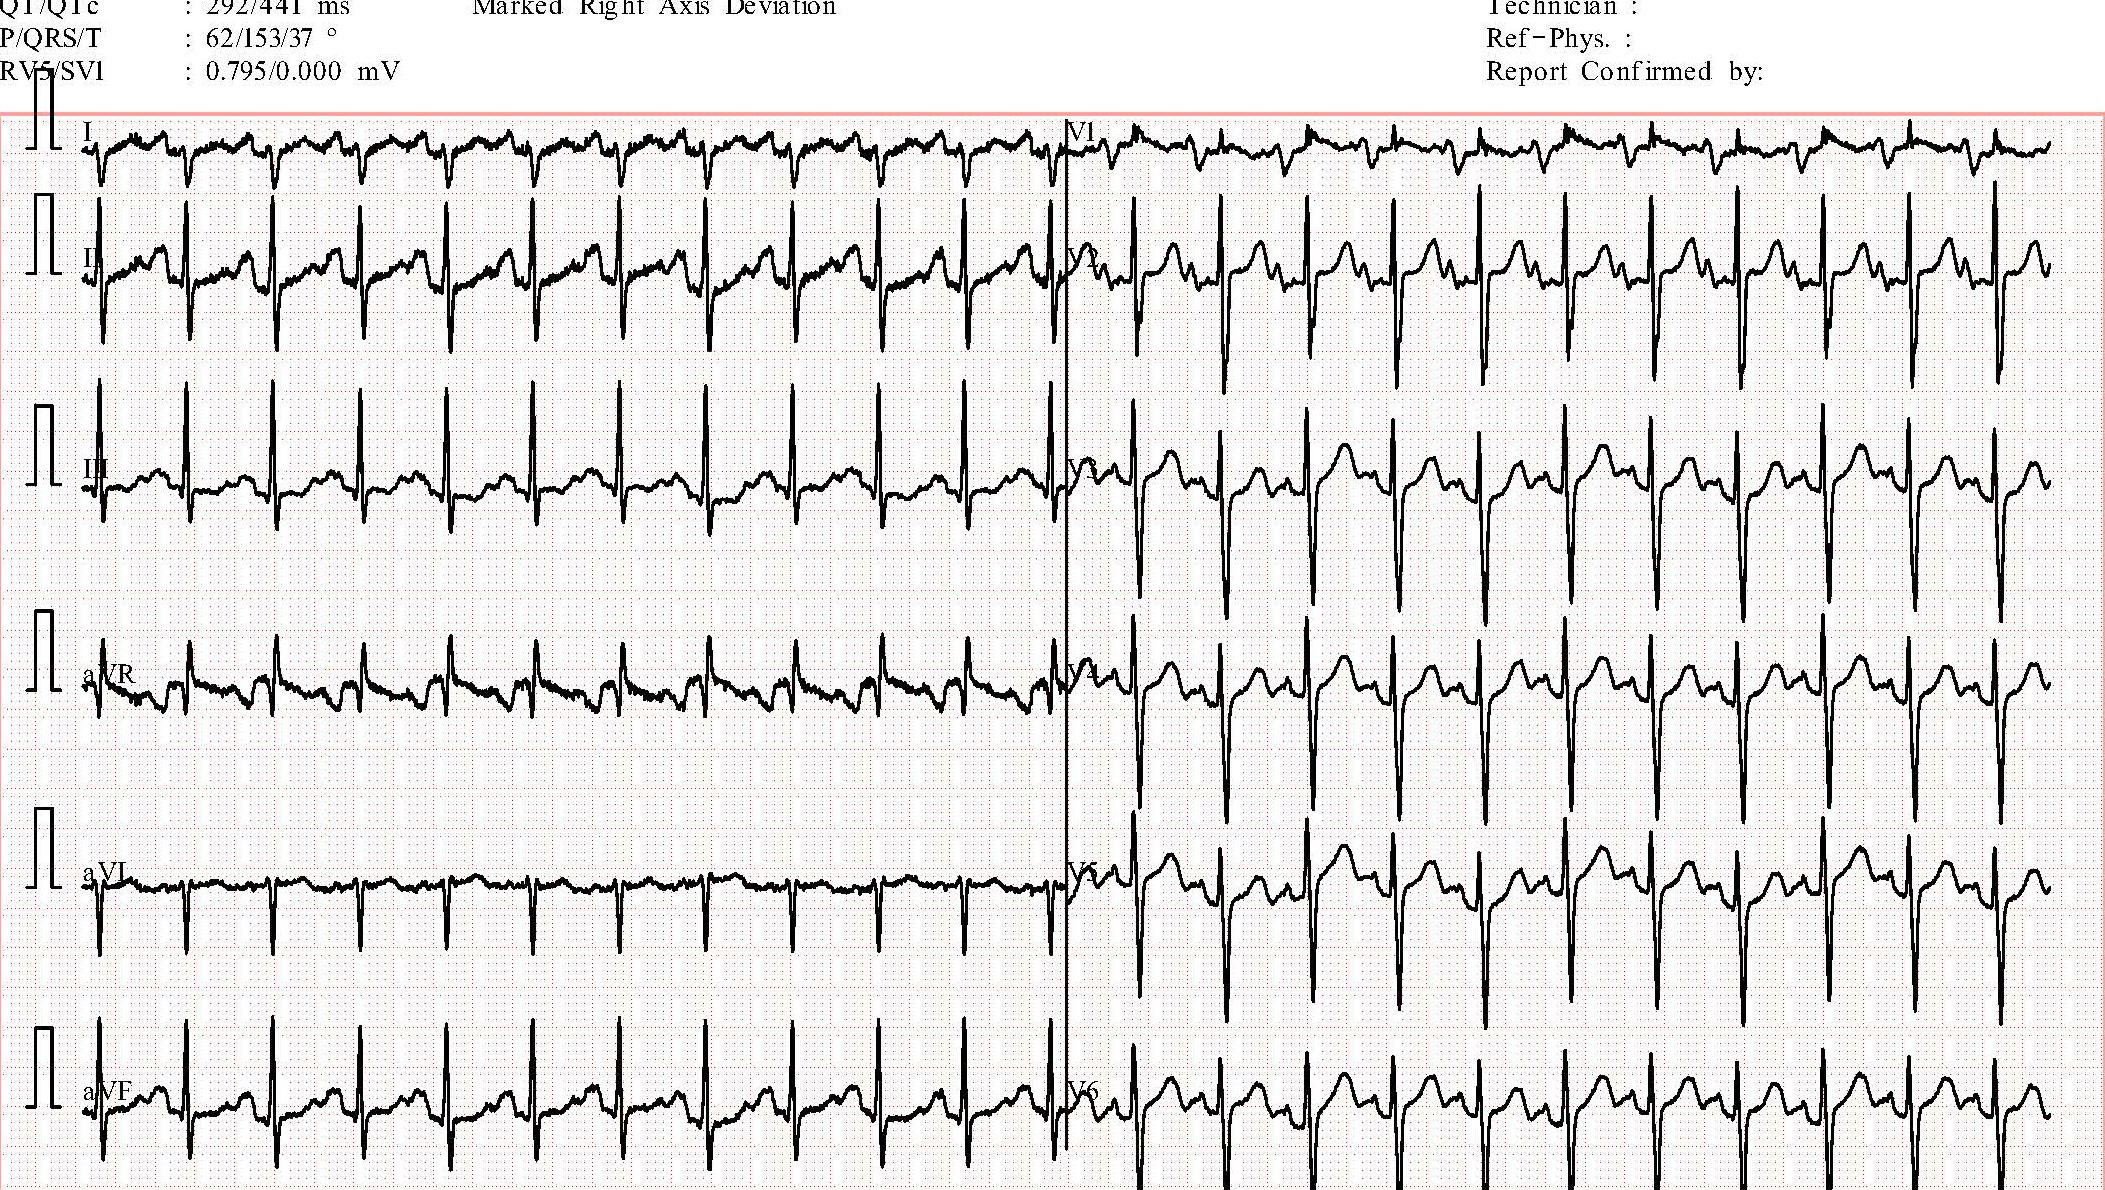 QT/QTc : 292/441 ms Marked Right Axis Deviation
P/QRS/T : 62/153/37 °
RV5/SV1 : 0.795/0.000 mV
Technician :
Ref-Phys. :
Report Confirmed by:
I
II
III
aVR
aVL
aVF
V1
V2
V3
V4
V5
V6